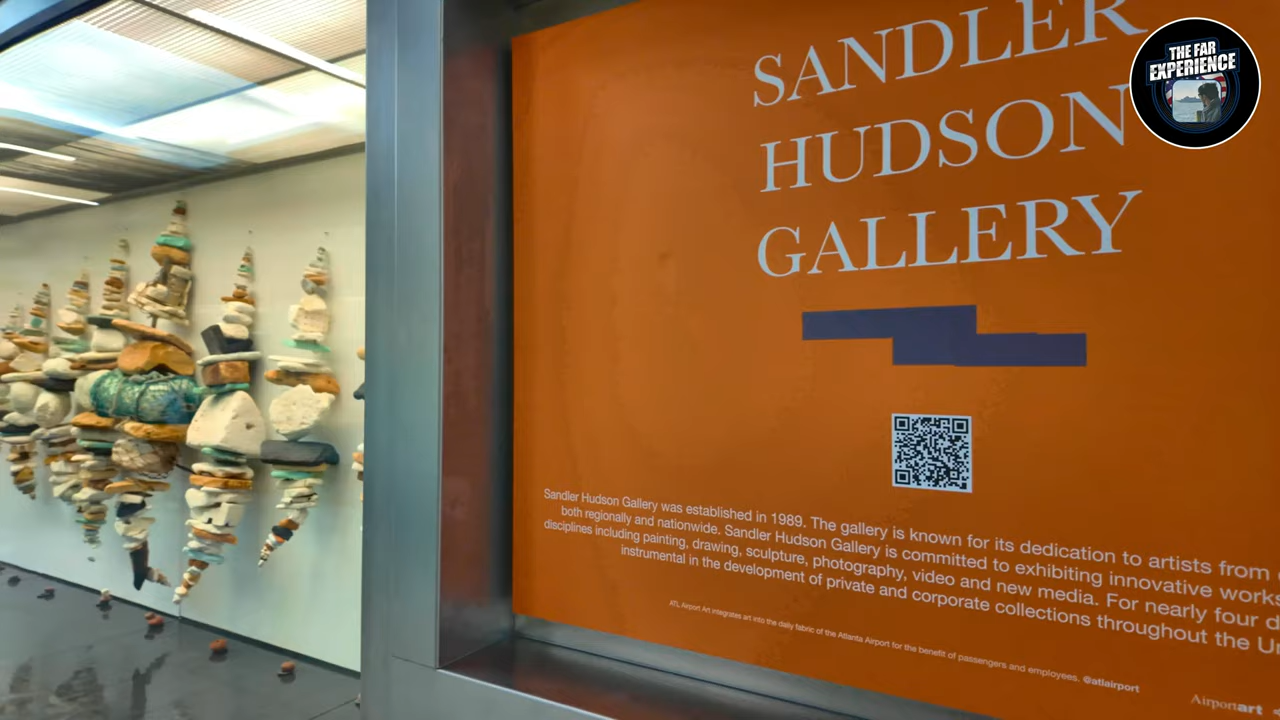 SANDLER
HUDSON
GALLERY
THE FAR
EXPERIENCE
Sandler Hudson Gallery was established in 1989. The gallery is known for its dedication to artists from
both regionally and nationwide. Sandler Hudson Gallery is committed to exhibiting innovative works
disciplines including painting, drawing, sculpture, photography, video and new media. For nearly four d
instrumental in the development of private and corporate collections throughout the Un
ATL Airport Art integrates art into the daily fabric of the Atlanta Airport for the benefit of passengers and employees. @atlairport
Airportart